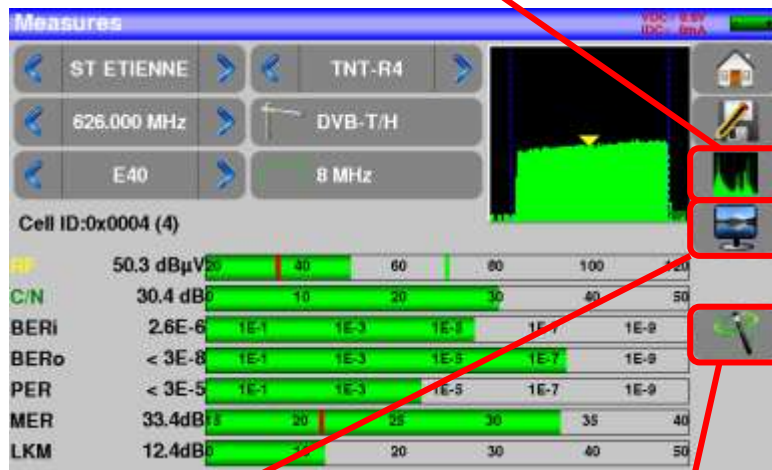 Measures
VDC: 0.6V
IDC: 0mA
ST ETIENNE
TNT-R4
626.000 MHz
DVB-T/H
E40
8 MHz
Cell ID:0x0004 (4)
RF 50.3 dBµV 20 40 60 80 100 120
C/N 30.4 dB 0 10 20 30 40 50
BERi 2.6E-6 1E-1 1E-3 1E-5 1E-7 1E-9
BERo < 3E-8 1E-1 1E-3 1E-5 1E-7 1E-9
PER < 3E-5 1E-1 1E-3 1E-5 1E-7 1E-9
MER 33.4dB 15 20 25 30 35 40
LKM 12.4dB 0 10 20 30 40 50